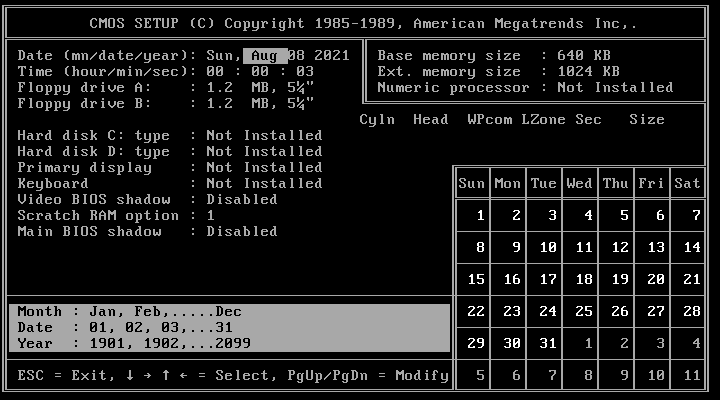 CMOS SETUP (C) Copyright 1985-1989, American Megatrends Inc,.
Date (mn/date/year): Sun, Aug 08 2021
Time (hour/min/sec): 00 : 00 : 03
Floppy drive A:     : 1.2  MB, 5¼"
Floppy drive B:     : 1.2  MB, 5¼"
Base memory size  : 640 KB
Ext. memory size  : 1024 KB
Numeric processor : Not Installed
Cyln  Head  WPcom LZone Sec   Size
Hard disk C: type  : Not Installed
Hard disk D: type  : Not Installed
Primary display    : Not Installed
Keyboard           : Not Installed
Video BIOS shadow  : Disabled
Scratch RAM option : 1
Main BIOS shadow   : Disabled
Sun Mon Tue Wed Thu Fri Sat
1 2 3 4 5 6 7
8 9 10 11 12 13 14
15 16 17 18 19 20 21
22 23 24 25 26 27 28
29 30 31 1 2 3 4
5 6 7 8 9 10 11
Month : Jan, Feb,.....Dec
Date  : 01, 02, 03,...31
Year  : 1901, 1902,...2099
ESC = Exit, ↓ → ↑ ← = Select, PgUp/PgDn = Modify